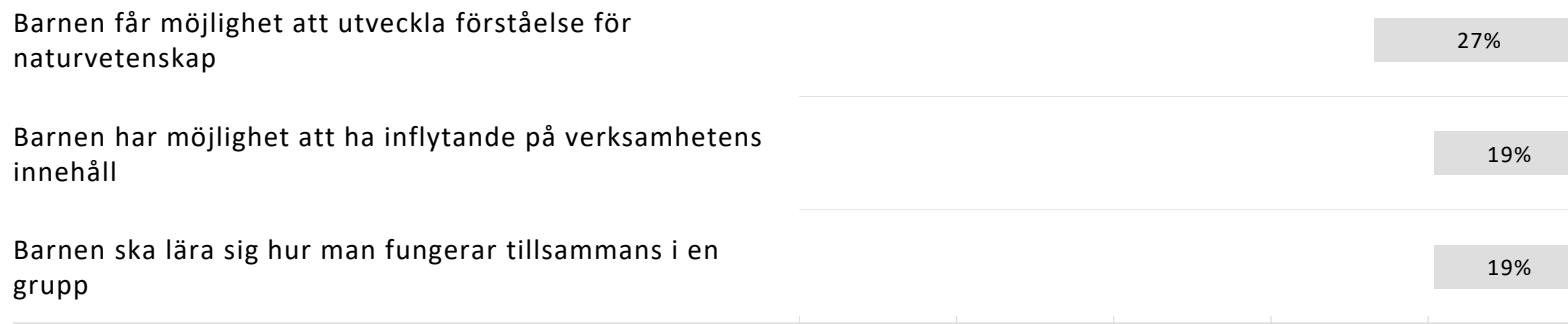 Barnen får möjlighet att utveckla förståelse för
naturvetenskap
27%
Barnen har möjlighet att ha inflytande på verksamhetens
innehåll
19%
Barnen ska lära sig hur man fungerar tillsammans i en
grupp
19%